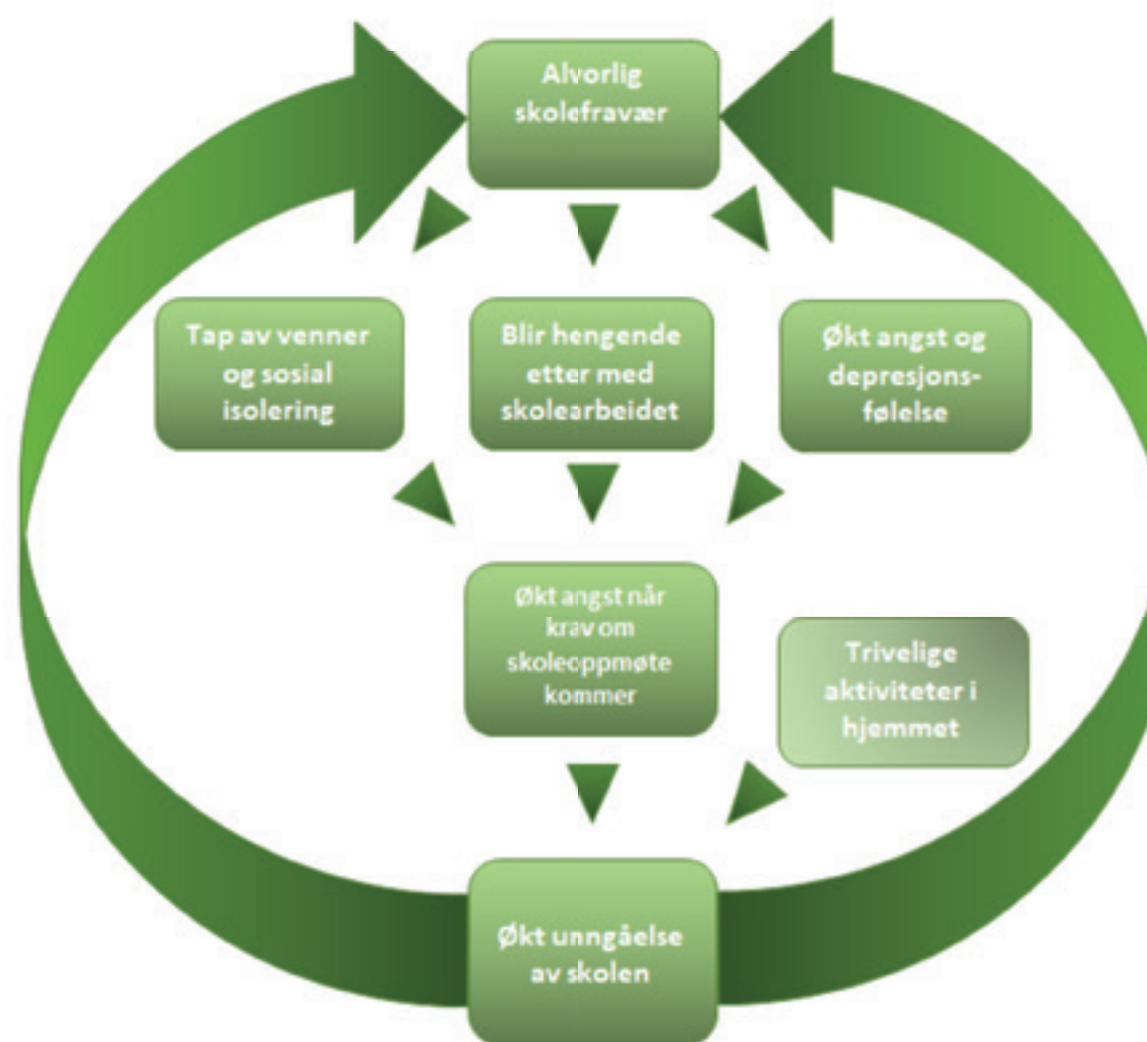 Alvorlig
skolefravær
Tap av venner
og sosial
isolering
Blir hengende
etter med
skolearbeidet
Økt angst og
depresjons-
følelse
Økt angst når
krav om
skoleoppmøte
kommer
Trivelige
aktiviteter i
hjemmet
Økt unngåelse
av skolen